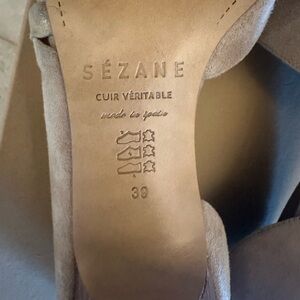 SÉZANE
CUIR VÉRITABLE
made in Spain
39